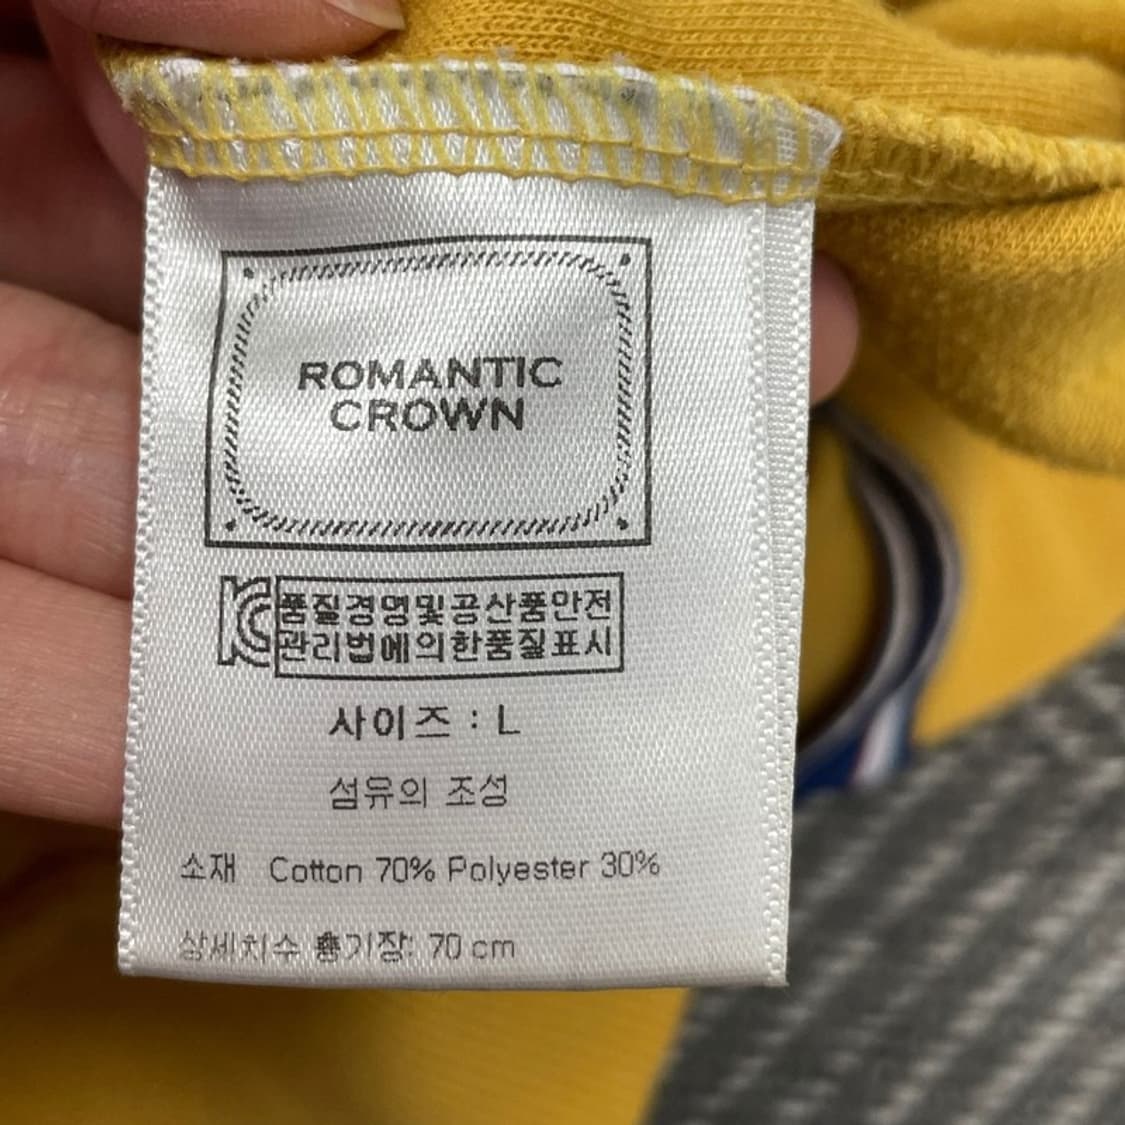 ROMANTIC
CROWN
KC 품질경영및공산품안전
관리법에의한품질표시
사이즈 : L
섬유의 조성
소재 Cotton 70% Polyester 30%
상세치수 총기장: 70 cm